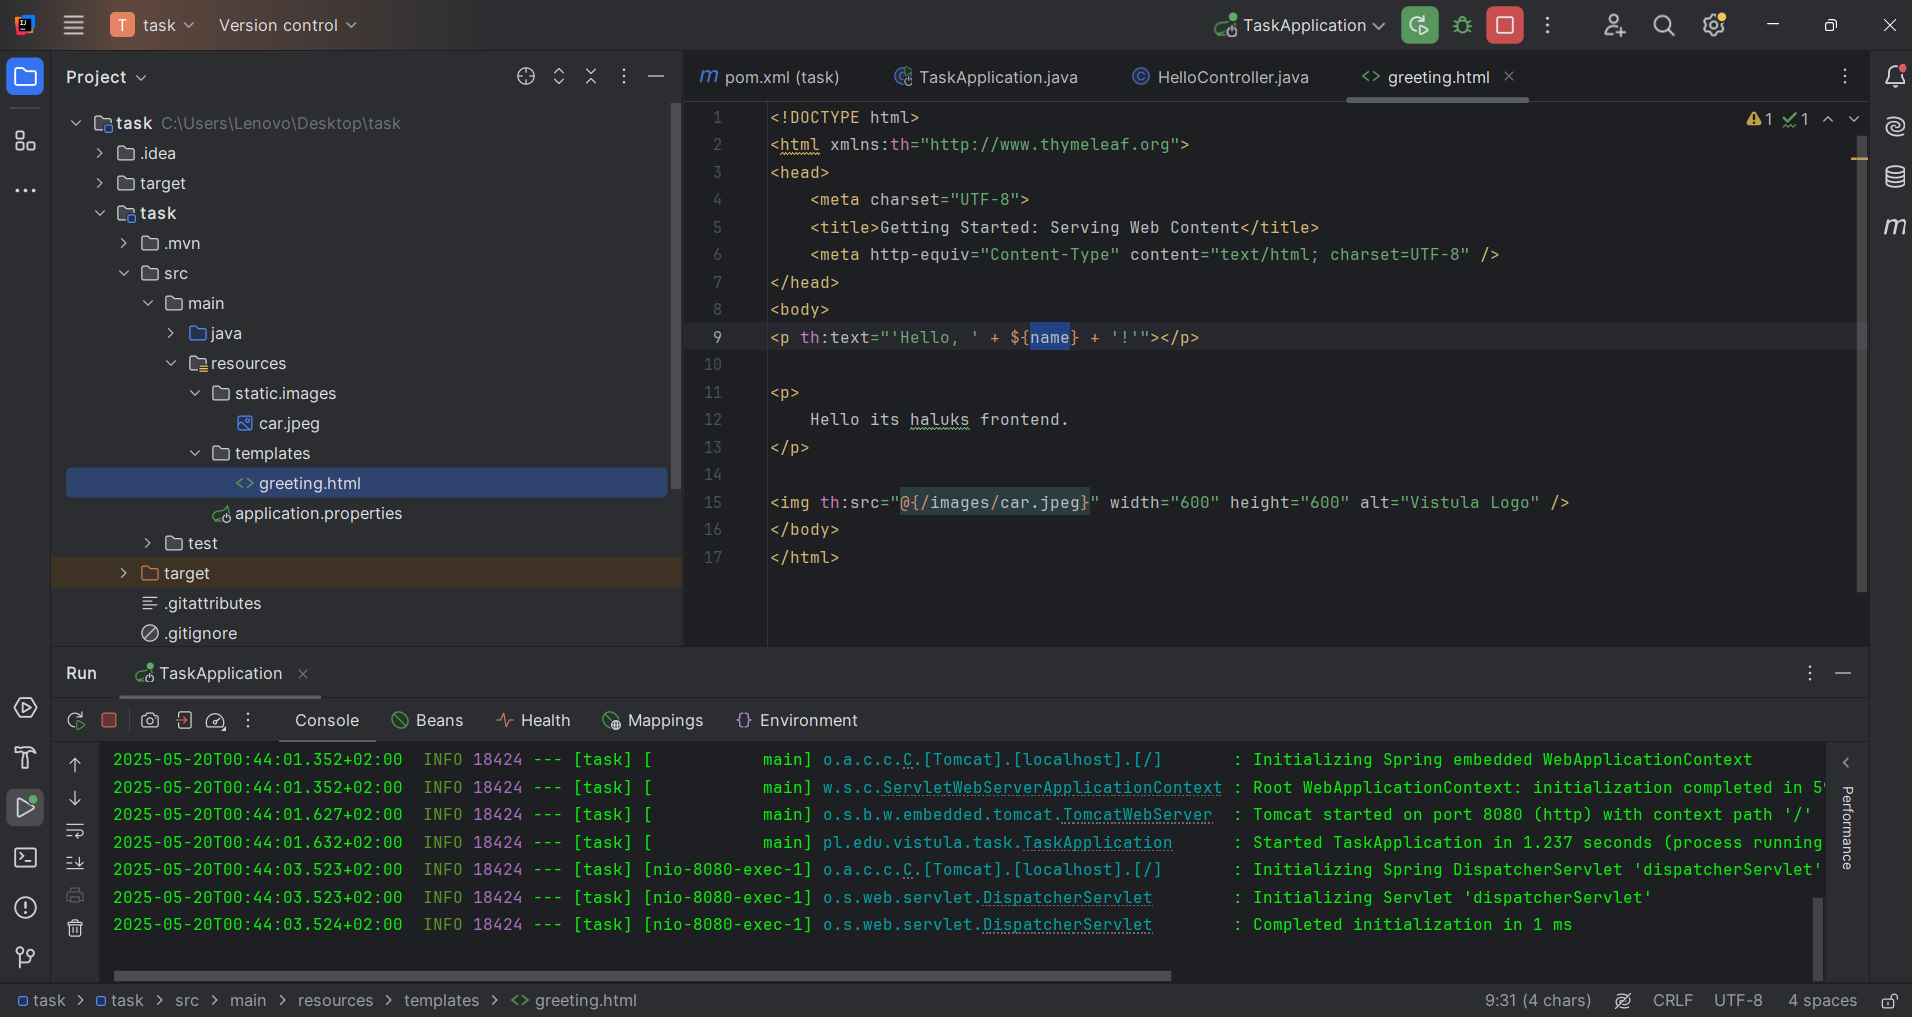 T task Version control TaskApplication
Project
m pom.xml (task) TaskApplication.java HelloController.java <> greeting.html
task C:\Users\Lenovo\Desktop\task
.idea
target
task
.mvn
src
main
java
resources
static.images
car.jpeg
templates
<> greeting.html
application.properties
test
target
.gitattributes
.gitignore
1 <!DOCTYPE html>
2 <html xmlns:th="http://www.thymeleaf.org">
3 <head>
4 <meta charset="UTF-8">
5 <title>Getting Started: Serving Web Content</title>
6 <meta http-equiv="Content-Type" content="text/html; charset=UTF-8" />
7 </head>
8 <body>
9 <p th:text="'Hello, ' + ${name} + '!'"></p>
10
11 <p>
12 Hello its haluks frontend.
13 </p>
14
15 <img th:src="@{/images/car.jpeg}" width="600" height="600" alt="Vistula Logo" />
16 </body>
17 </html>
1 1
m
Run TaskApplication
Console Beans Health Mappings {} Environment
2025-05-20T00:44:01.352+02:00 INFO 18424 --- [task] [ main] o.a.c.c.C.[Tomcat].[localhost].[/] : Initializing Spring embedded WebApplicationContext
2025-05-20T00:44:01.352+02:00 INFO 18424 --- [task] [ main] w.s.c.ServletWebServerApplicationContext : Root WebApplicationContext: initialization completed in 5
2025-05-20T00:44:01.627+02:00 INFO 18424 --- [task] [ main] o.s.b.w.embedded.tomcat.TomcatWebServer : Tomcat started on port 8080 (http) with context path '/'
2025-05-20T00:44:01.632+02:00 INFO 18424 --- [task] [ main] pl.edu.vistula.task.TaskApplication : Started TaskApplication in 1.237 seconds (process running
2025-05-20T00:44:03.523+02:00 INFO 18424 --- [task] [nio-8080-exec-1] o.a.c.c.C.[Tomcat].[localhost].[/] : Initializing Spring DispatcherServlet 'dispatcherServlet'
2025-05-20T00:44:03.523+02:00 INFO 18424 --- [task] [nio-8080-exec-1] o.s.web.servlet.DispatcherServlet : Initializing Servlet 'dispatcherServlet'
2025-05-20T00:44:03.524+02:00 INFO 18424 --- [task] [nio-8080-exec-1] o.s.web.servlet.DispatcherServlet : Completed initialization in 1 ms
Performance
task > task > src > main > resources > templates > <> greeting.html
9:31 (4 chars) CRLF UTF-8 4 spaces